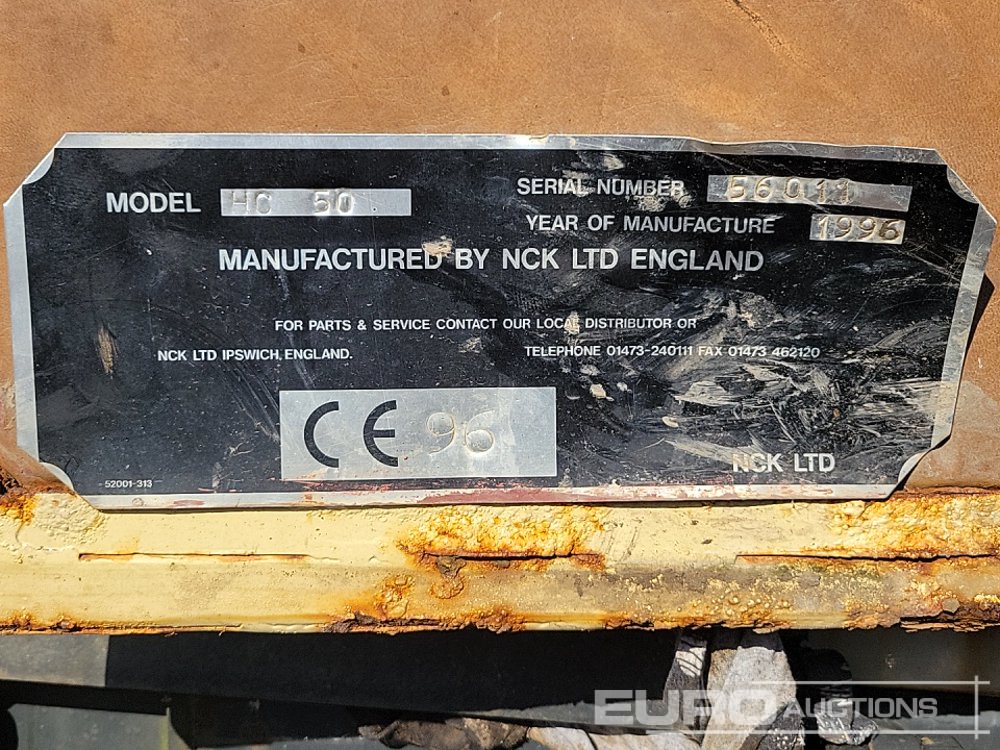 MODEL HC 50
SERIAL NUMBER 56011
YEAR OF MANUFACTURE 1996
MANUFACTURED BY NCK LTD ENGLAND
FOR PARTS & SERVICE CONTACT OUR LOCAL DISTRIBUTOR OR
NCK LTD IPSWICH, ENGLAND. TELEPHONE 01473-240111 FAX 01473 462120
CE 96
NCK LTD
52001-313
EURO AUCTIONS